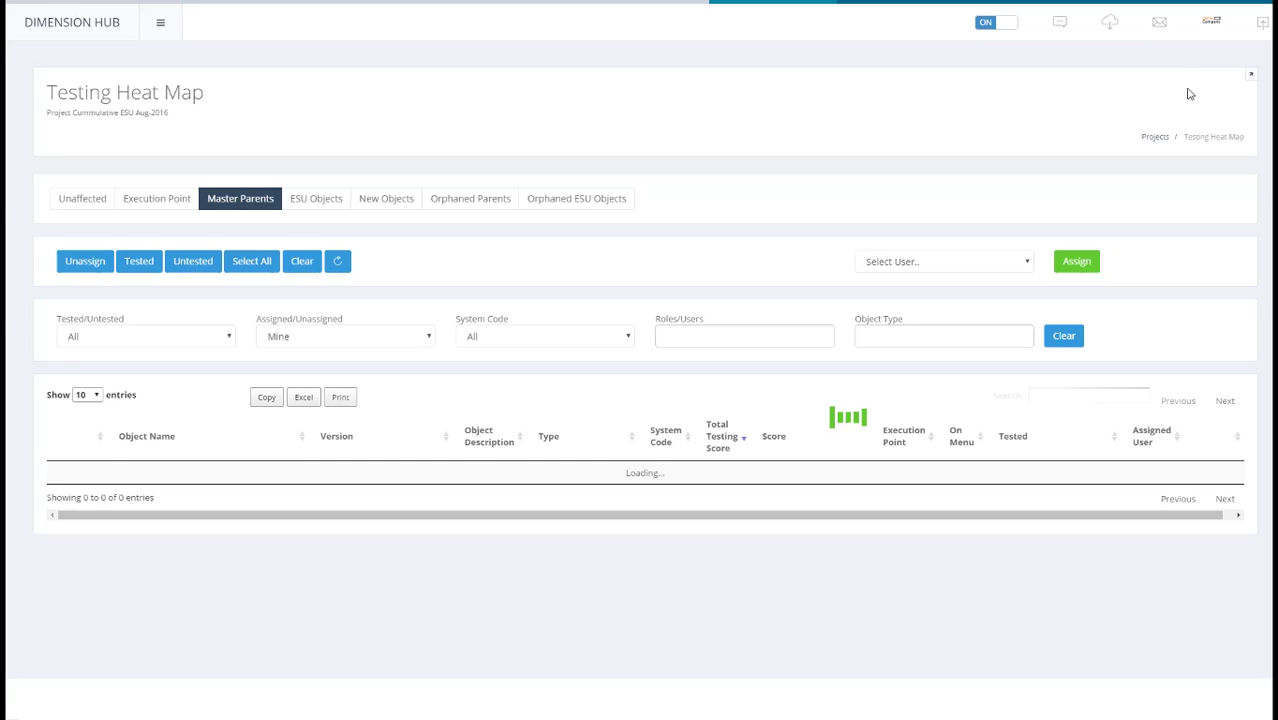 DIMENSION HUB
ON
Testing Heat Map
Project Cummulative ESU Aug-2016
Projects / Testing Heat Map
Unaffected Execution Point Master Parents ESU Objects New Objects Orphaned Parents Orphaned ESU Objects
Unassign Tested Untested Select All Clear Select User.. Assign
Tested/Untested Assigned/Unassigned System Code Roles/Users Object Type
All Mine All Clear
Show 10 entries Copy Excel Print Search: Previous Next
Object Name Version Object Description Type System Code Total Testing Score Score Execution Point On Menu Tested Assigned User
Loading...
Showing 0 to 0 of 0 entries Previous Next